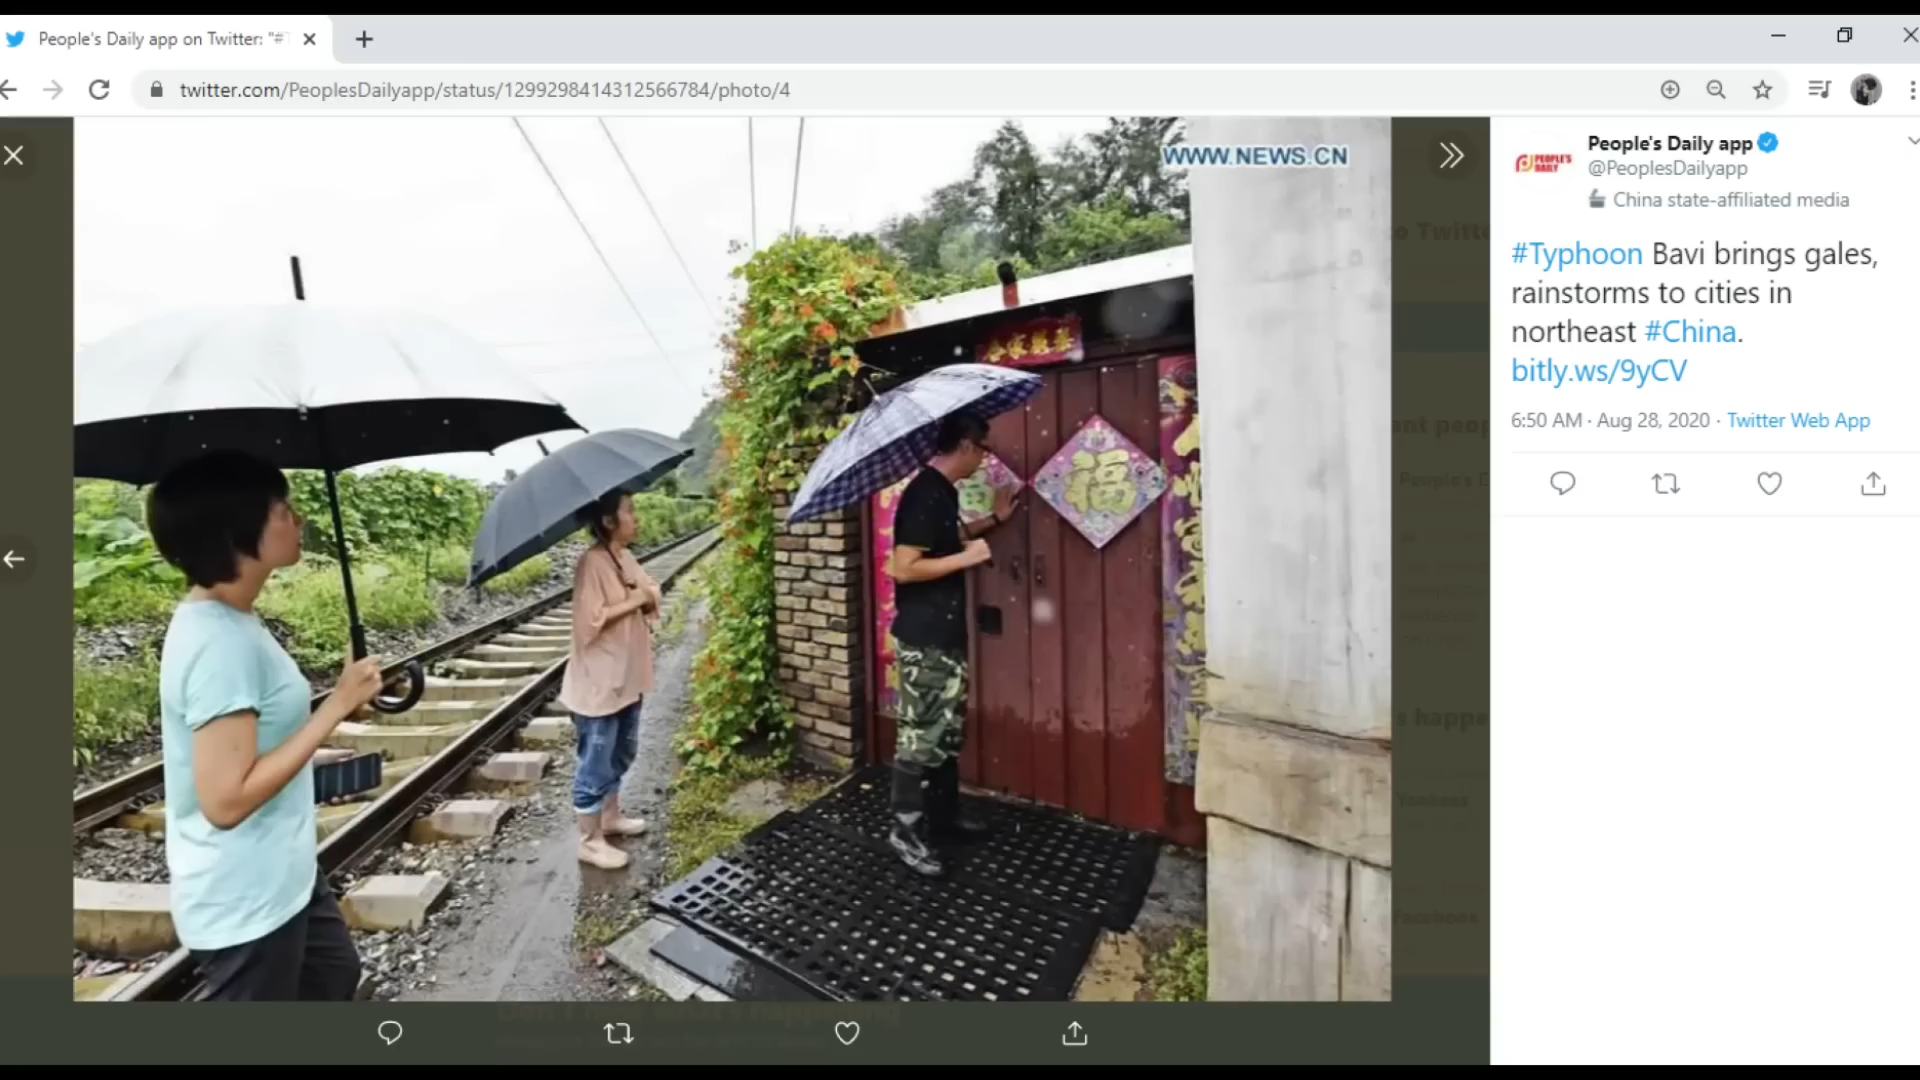 People's Daily app on Twitter: "#
twitter.com/PeoplesDailyapp/status/1299298414312566784/photo/4
WWW.NEWS.CN
福
PEOPLE'S
DAILY
People's Daily app
@PeoplesDailyapp
China state-affiliated media
#Typhoon Bavi brings gales,
rainstorms to cities in
northeast #China.
bitly.ws/9yCV
6:50 AM · Aug 28, 2020 · Twitter Web App